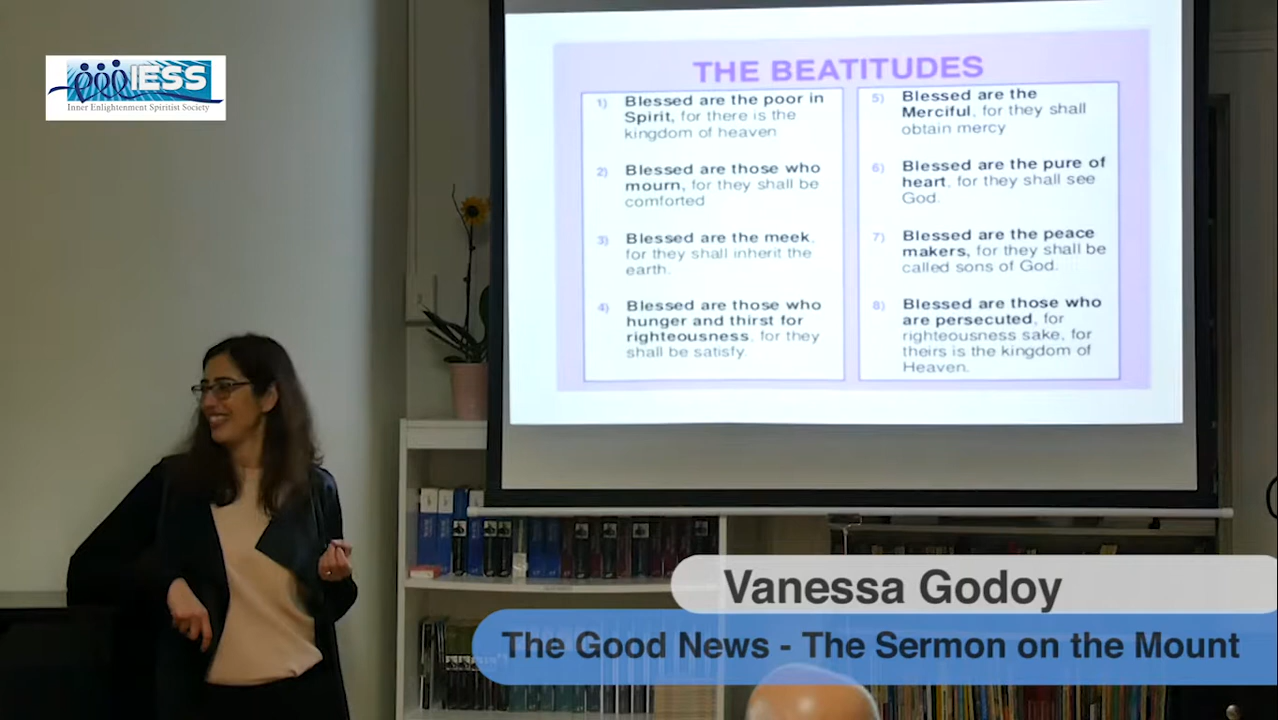 IESS
Inner Enlightenment Spiritist Society
THE BEATITUDES
1) Blessed are the poor in
Spirit, for there is the
kingdom of heaven
2) Blessed are those who
mourn, for they shall be
comforted
3) Blessed are the meek,
for they shall inherit the
earth.
4) Blessed are those who
hunger and thirst for
righteousness, for they
shall be satisfy
5) Blessed are the
Merciful, for they shall
obtain mercy
6) Blessed are the pure of
heart, for they shall see
God.
7) Blessed are the peace
makers, for they shall be
called sons of God.
8) Blessed are those who
are persecuted, for
righteousness sake, for
theirs is the kingdom of
Heaven.
Vanessa Godoy
The Good News - The Sermon on the Mount